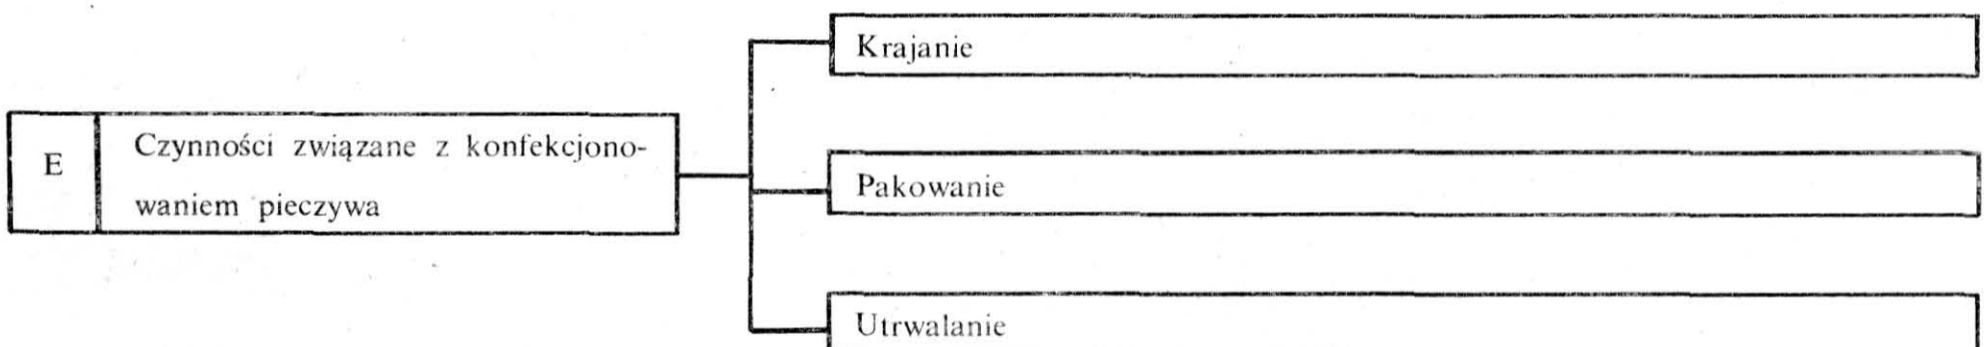 Krajanie
E
Czynności związane z konfekcjono-
waniem pieczywa
Pakowanie
Utrwalanie